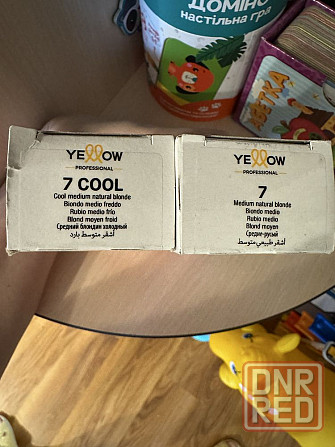 ДОМІНО
настільна гра
YELLOW
PROFESSIONAL
7 COOL
Cool medium natural blonde
Biondo medio freddo
Rubio medio frío
Blond moyen froid
Средний блондин холодный
أشقر متوسط بارد
YELLOW
PROFESSIONAL
7
Medium natural blonde
Biondo medio
Rubio medio
Blond moyen
Средне-русый
أشقر طبيعي متوسط
DNR
RED